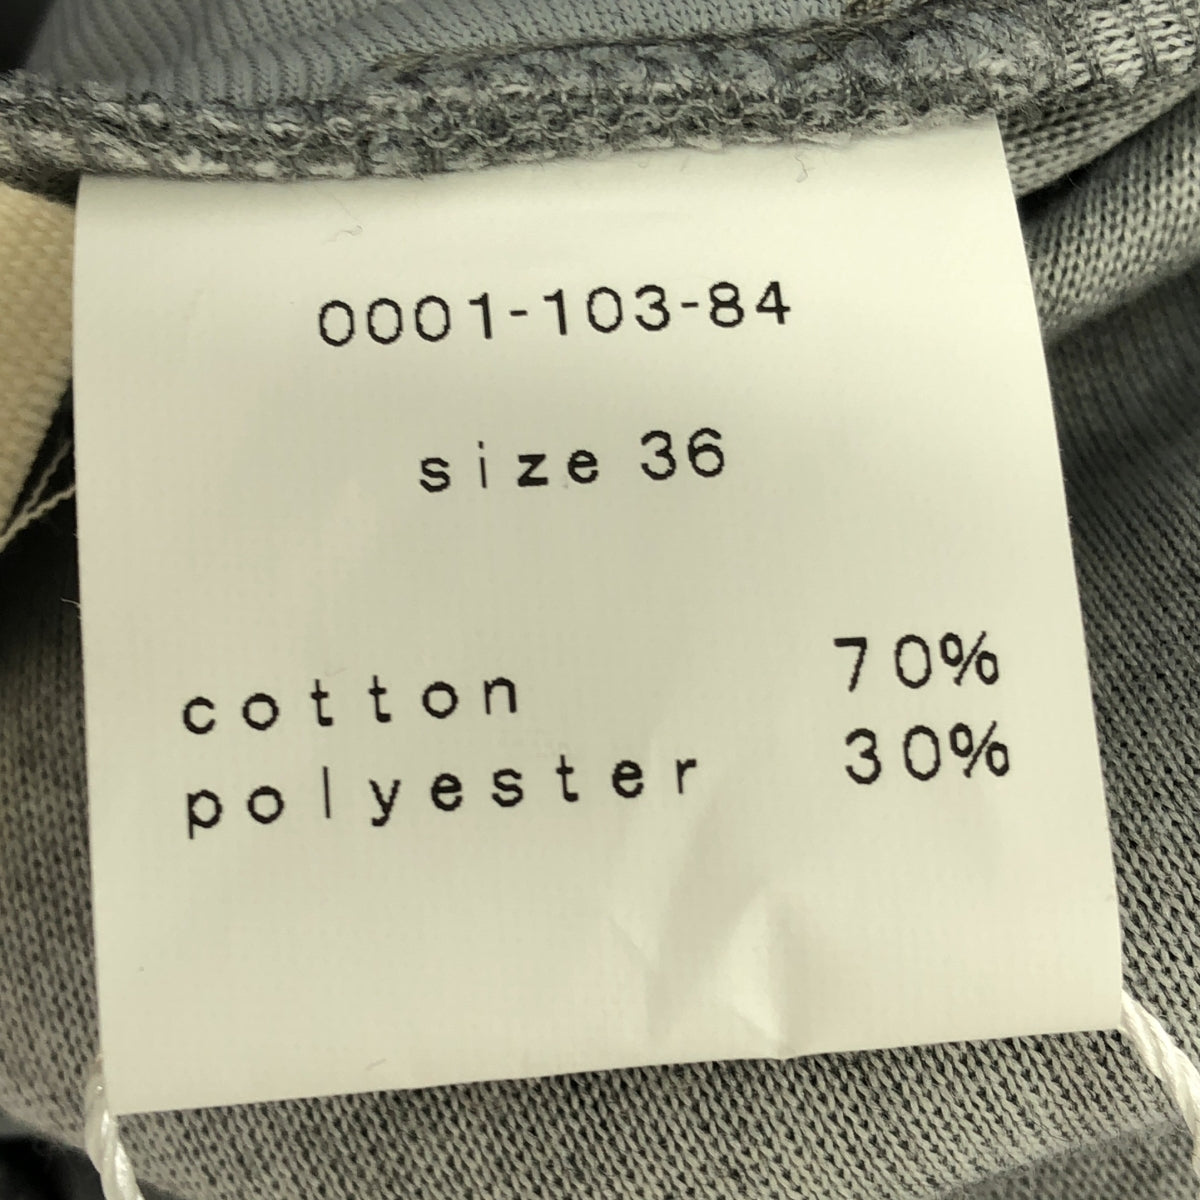 0001-103-84
size 36
cotton 70%
polyester 30%